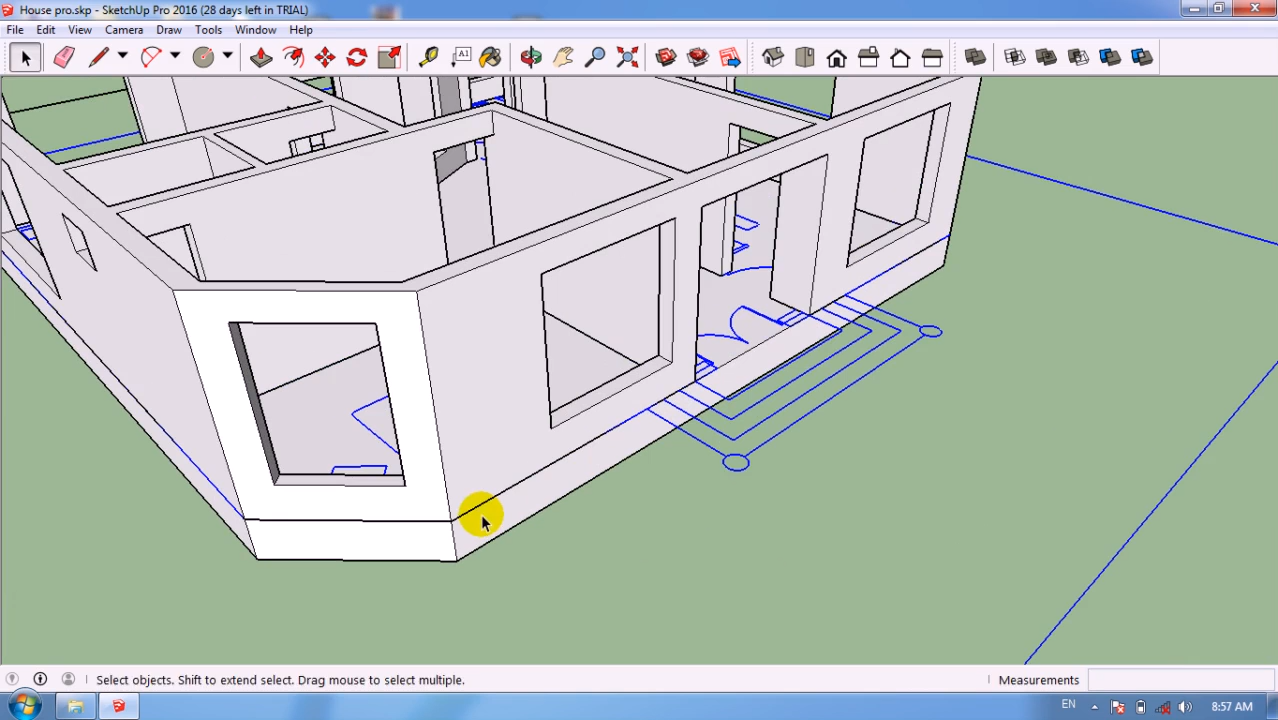 House pro.skp - SketchUp Pro 2016 (28 days left in TRIAL)
File Edit View Camera Draw Tools Window Help
A1
Select objects. Shift to extend select. Drag mouse to select multiple.
Measurements
EN
8:57 AM